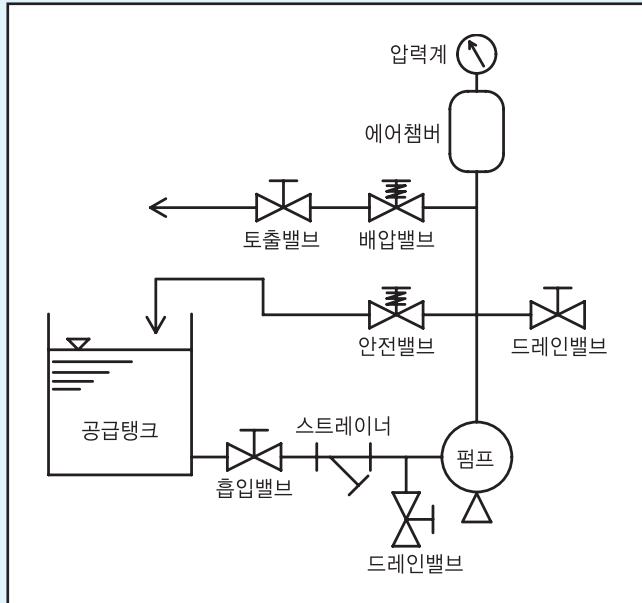 압력계
에어챔버
토출밸브
배압밸브
안전밸브
드레인밸브
공급탱크
스트레이너
펌프
흡입밸브
드레인밸브